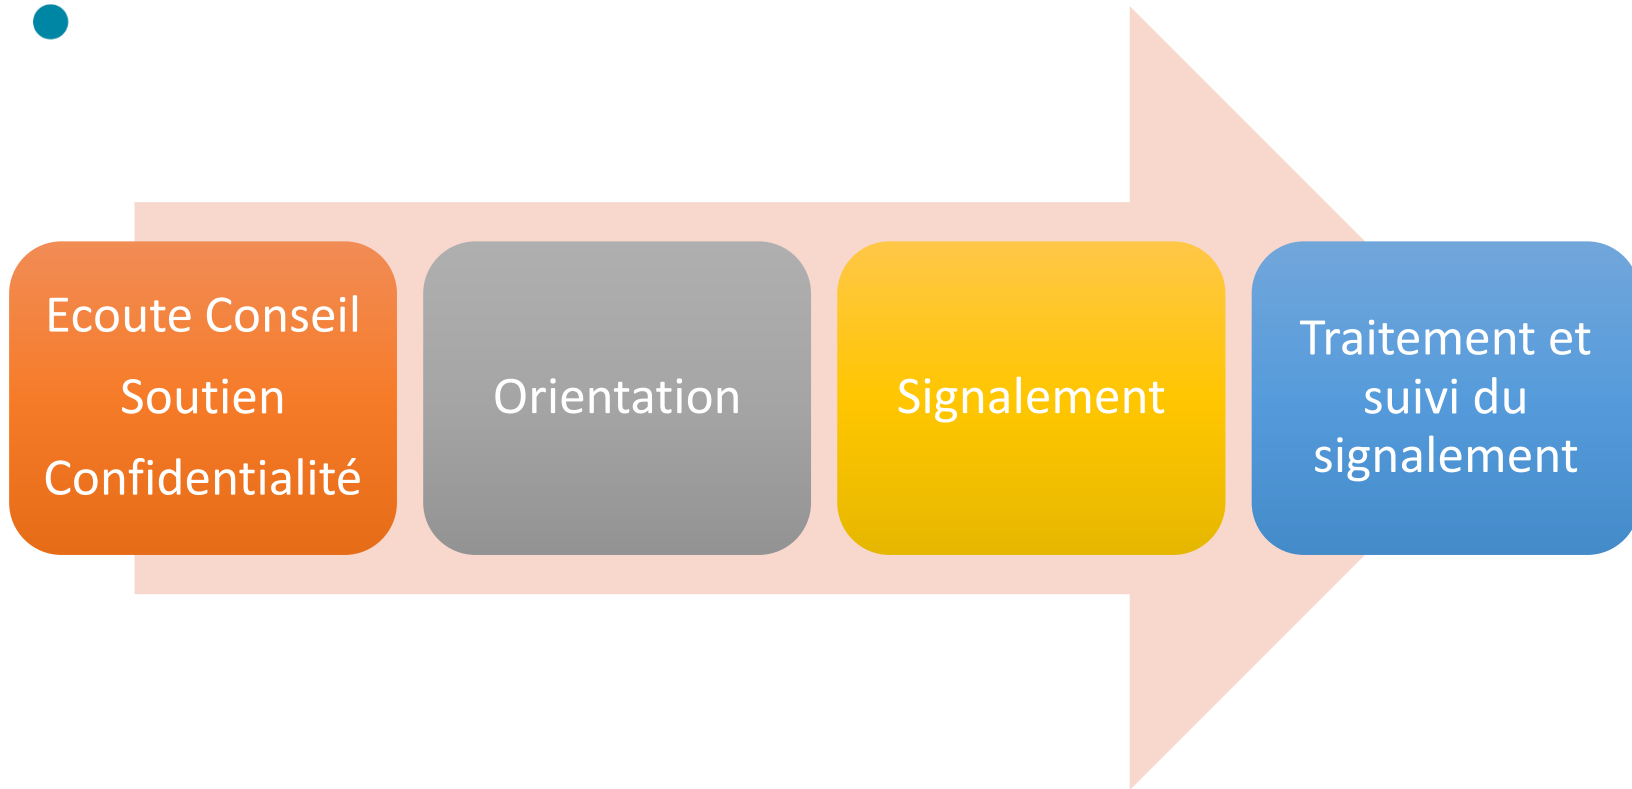 Ecoute Conseil
Soutien
Confidentialité
Orientation
Signalement
Traitement et
suivi du
signalement